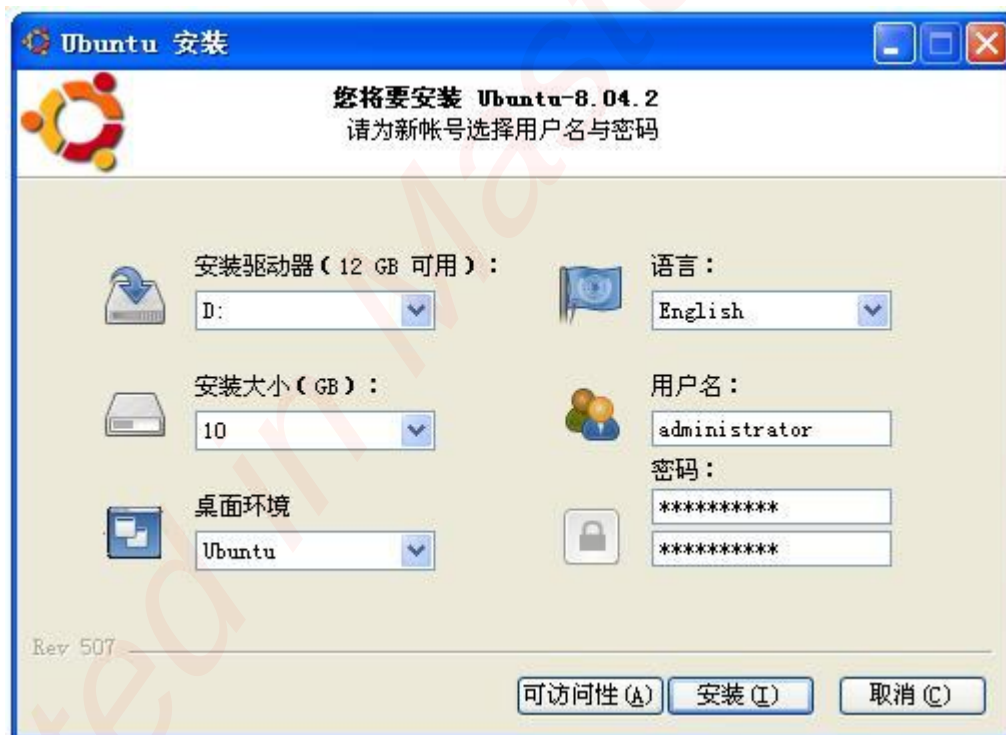 Ubuntu 安装
您将要安装 Ubuntu-8.04.2
请为新帐号选择用户名与密码
安装驱动器(12 GB 可用):
D:
语言:
English
安装大小(GB):
10
用户名:
administrator
密码:
**********
**********
桌面环境
Ubuntu
Rev 507
可访问性(A)
安装(I)
取消(C)